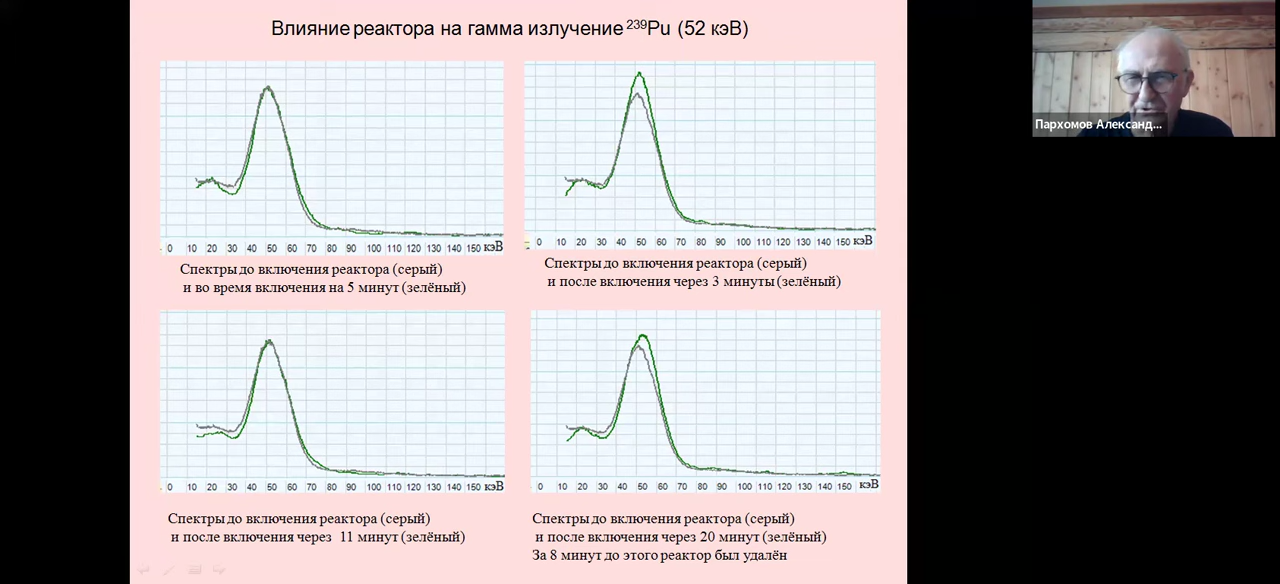 Влияние реактора на гамма излучение ²³⁹Pu (52 кэВ)
Пархомов Александ...
0 10 20 30 40 50 60 70 80 90 100 110 120 130 140 150 кэВ
0 10 20 30 40 50 60 70 80 90 100 110 120 130 140 150 кэВ
Спектры до включения реактора (серый)
и во время включения на 5 минут (зелёный)
Спектры до включения реактора (серый)
и после включения через 3 минуты (зелёный)
0 10 20 30 40 50 60 70 80 90 100 110 120 130 140 150 кэВ
0 10 20 30 40 50 60 70 80 90 100 110 120 130 140 150 кэВ
Спектры до включения реактора (серый)
и после включения через 11 минут (зелёный)
Спектры до включения реактора (серый)
и после включения через 20 минут (зелёный)
За 8 минут до этого реактор был удалён